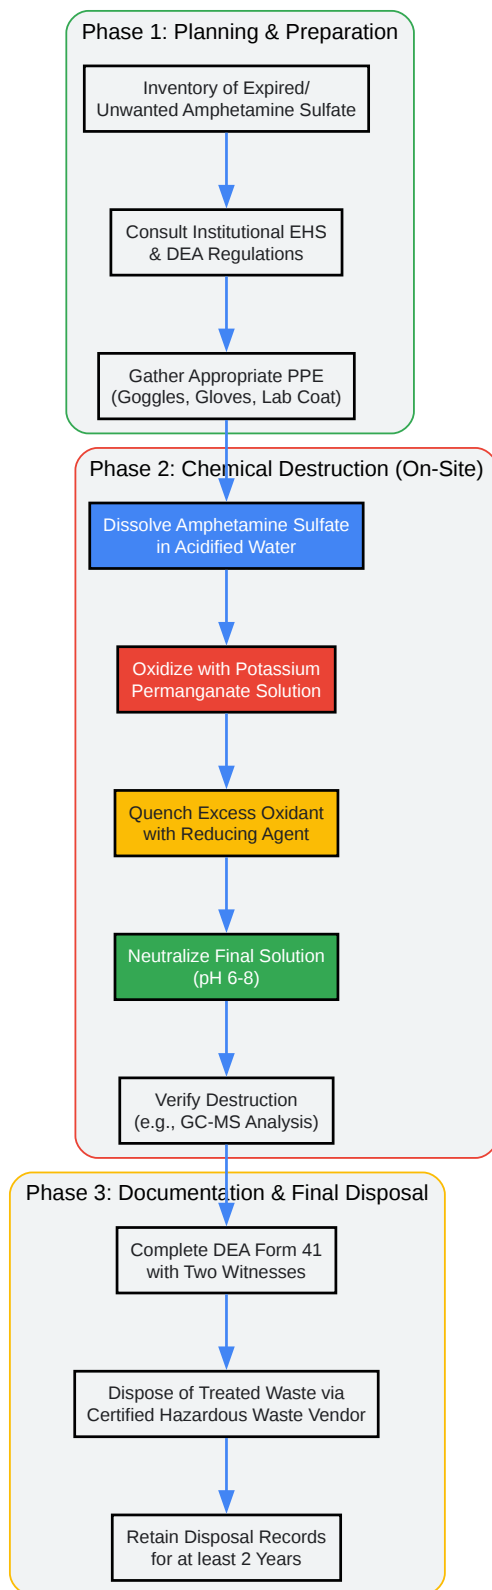 Phase 1: Planning & Preparation
Inventory of Expired/
Unwanted Amphetamine Sulfate
Consult Institutional EHS
& DEA Regulations
Gather Appropriate PPE
(Goggles, Gloves, Lab Coat)
Phase 2: Chemical Destruction (On-Site)
Dissolve Amphetamine Sulfate
in Acidified Water
Oxidize with Potassium
Permanganate Solution
Quench Excess Oxidant
with Reducing Agent
Neutralize Final Solution
(pH 6-8)
Verify Destruction
(e.g., GC-MS Analysis)
Phase 3: Documentation & Final Disposal
Complete DEA Form 41
with Two Witnesses
Dispose of Treated Waste via
Certified Hazardous Waste Vendor
Retain Disposal Records
for at least 2 Years